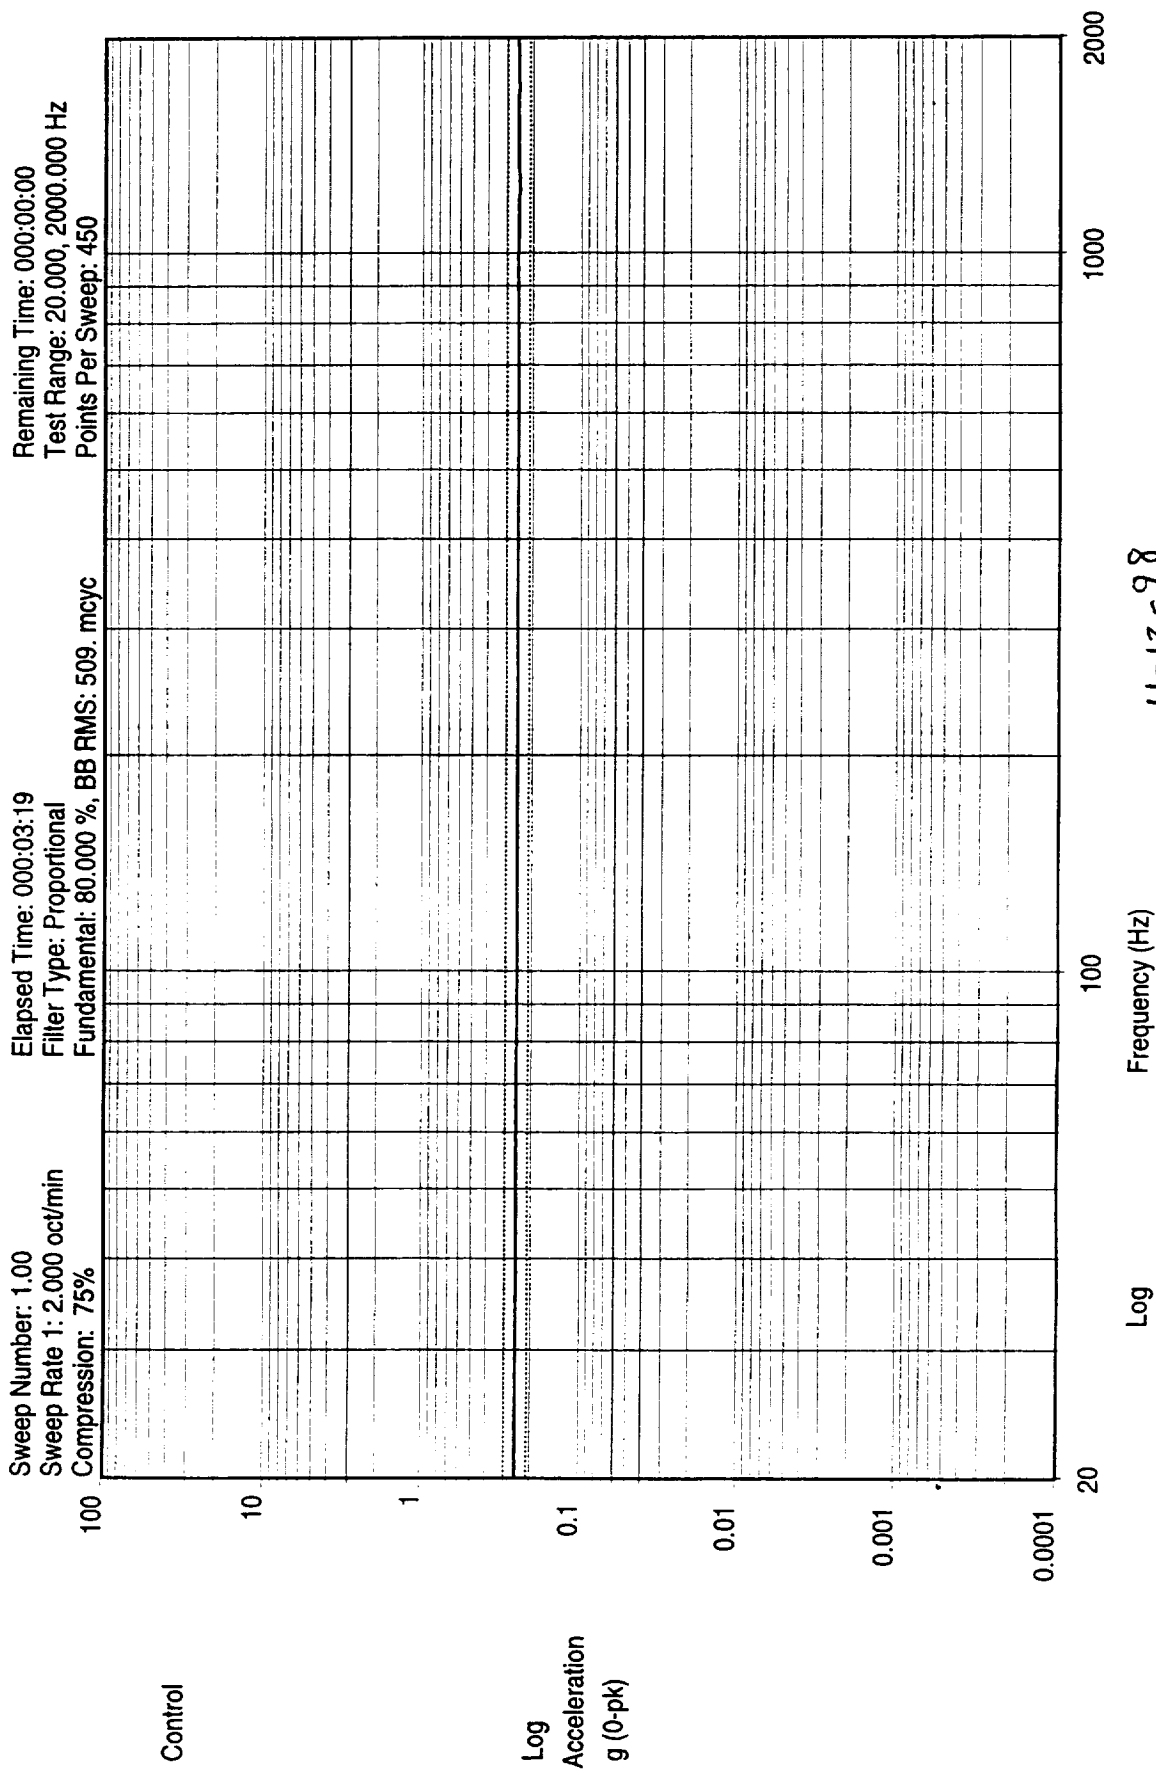 Sweep Number: 1.00
Sweep Rate 1: 2.000 oct/min
Compression: 75%
Elapsed Time: 000:03:19
Filter Type: Proportional
Fundamental: 80.000 %, BB RMS: 509. mcyc
Remaining Time: 000:00:00
Test Range: 20.000, 2000.000 Hz
Points Per Sweep: 450
Control
100
10
1
0.1
0.01
0.001
0.0001
Log
Acceleration
g (0-pk)
20
100
1000
2000
Log
Frequency (Hz)